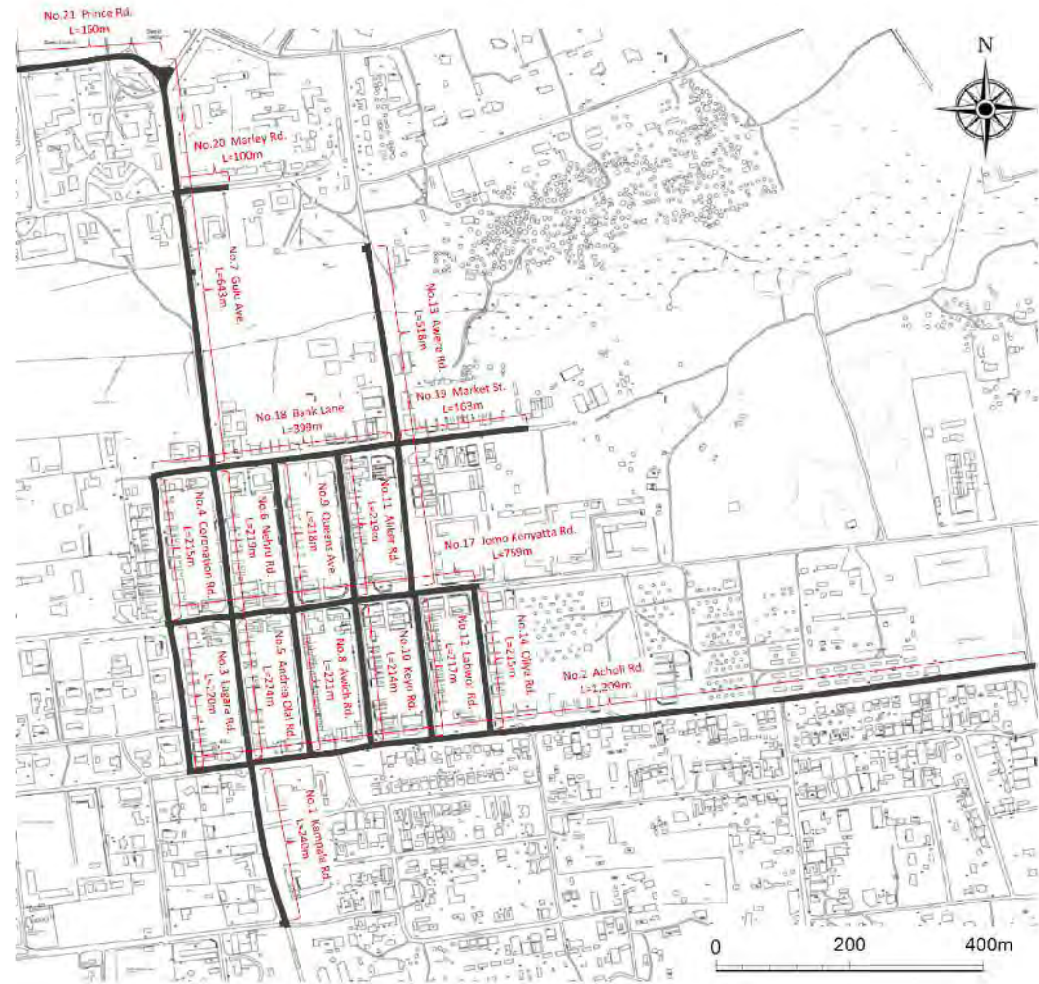 No.21 Prince Rd.
L=160m
N
No.20 Marley Rd.
L=100m
No.7 Gulu Ave.
L=643m
No.13 Awere Rd.
L=518m
No.19 Market St.
L=163m
No.18 Bank Lane
L=399m
No.4 Coronation Rd.
L=215m
No.6 Nehru Rd.
L=219m
No.9 Queens Ave.
L=218m
No.11 Aliker Rd.
L=219m
No.17 Jomo Kenyatta Rd.
L=759m
No.3 Lagara Rd.
L=220m
No.5 Andrea Olal Rd.
L=224m
No.8 Awich Rd.
L=221m
No.10 Keyo Rd.
L=214m
No.12 Labwor Rd.
L=217m
No.14 Oliya Rd.
L=215m
No.2 Acholi Rd.
L=1,209m
No.1 Kampala Rd.
L=240m
0 200 400m